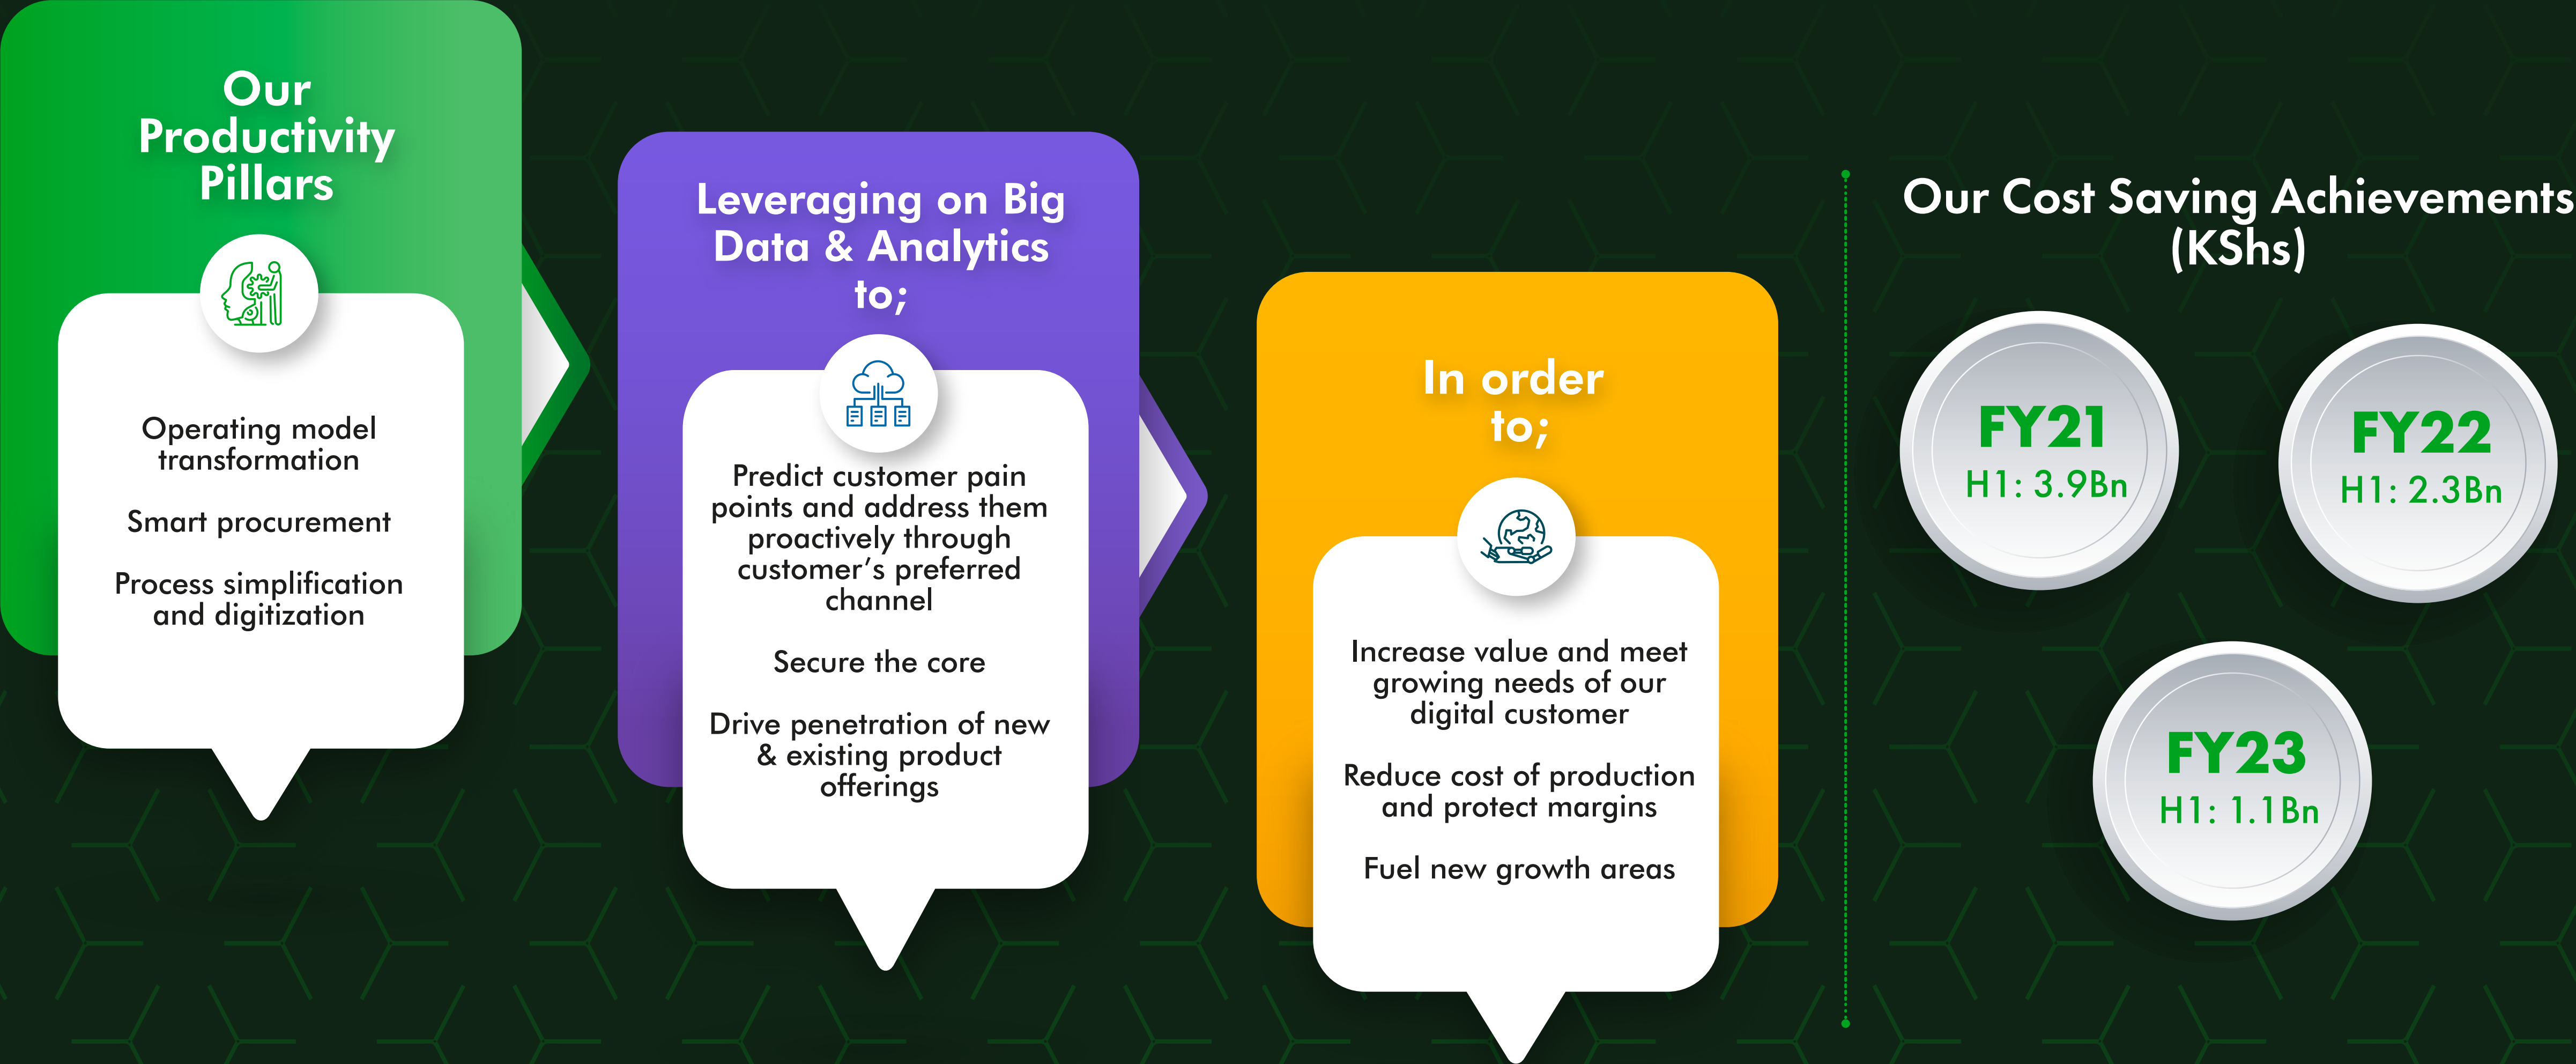 Our
Productivity
Pillars
Operating model
transformation
Smart procurement
Process simplification
and digitization
Leveraging on Big
Data & Analytics
to;
Predict customer pain
points and address them
proactively through
customer’s preferred
channel
Secure the core
Drive penetration of new
& existing product
offerings
In order
to;
Increase value and meet
growing needs of our
digital customer
Reduce cost of production
and protect margins
Fuel new growth areas
Our Cost Saving Achievements
(KShs)
FY21
H1: 3.9Bn
FY22
H1: 2.3Bn
FY23
H1: 1.1Bn